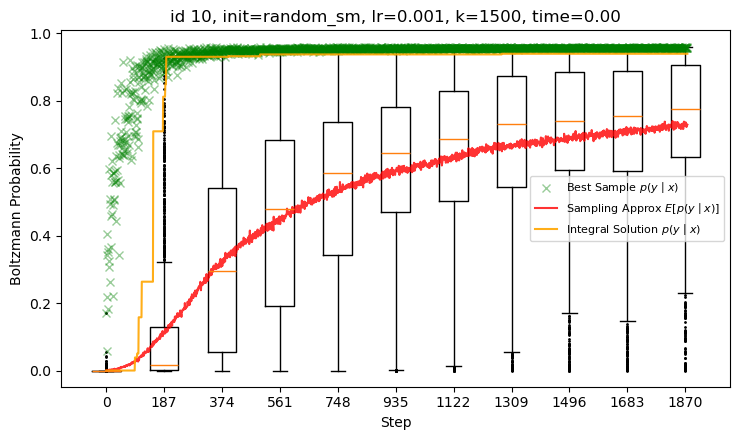 id 10, init=random_sm, lr=0.001, k=1500, time=0.00
Boltzmann Probability
1.0
0.8
0.6
0.4
0.2
0.0
Best Sample p(y | x)
Sampling Approx E[p(y | x)]
Integral Solution p(y | x)
0 187 374 561 748 935 1122 1309 1496 1683 1870
Step